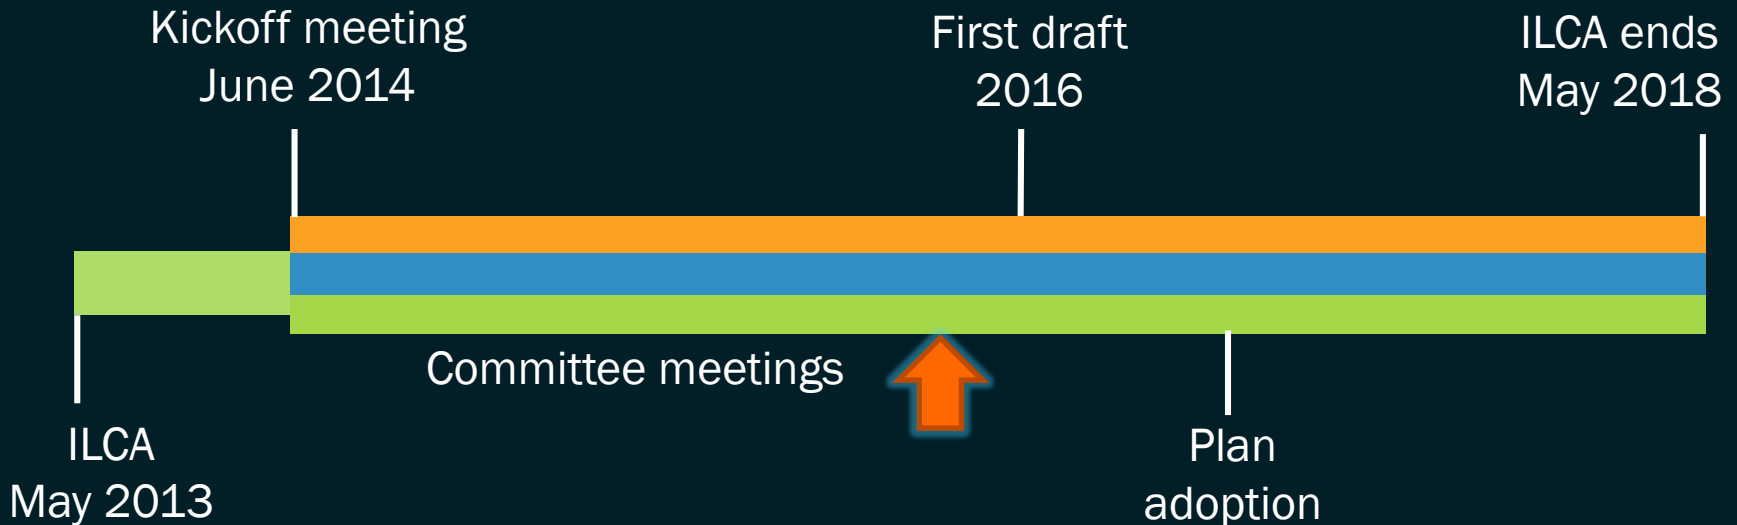 Kickoff meeting
June 2014
First draft
2016
ILCA ends
May 2018
Committee meetings
ILCA
May 2013
Plan
adoption